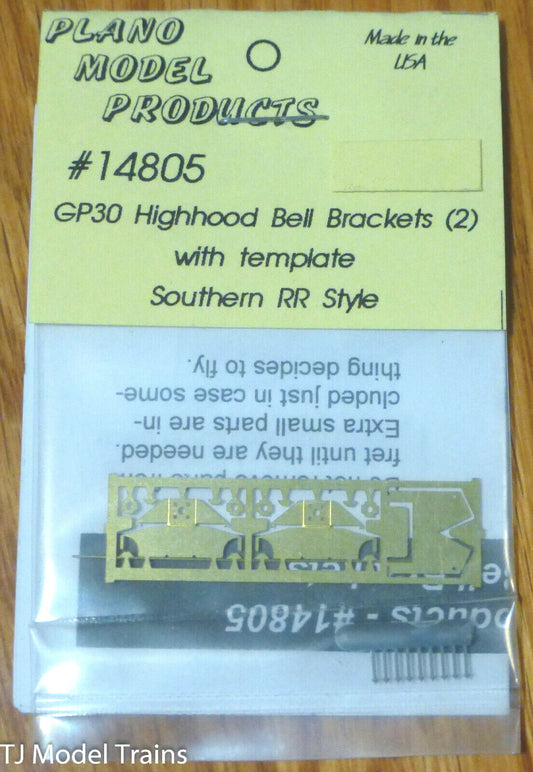 PLANO
MODEL
PRODUCTS
Made in the
USA
#14805
GP30 Highhood Bell Brackets (2)
with template
Southern RR Style
thing decides to fly.
cluded just in case some-
Extra small parts are in-
fret until they are needed.
oducts - #14805
TJ Model Trains